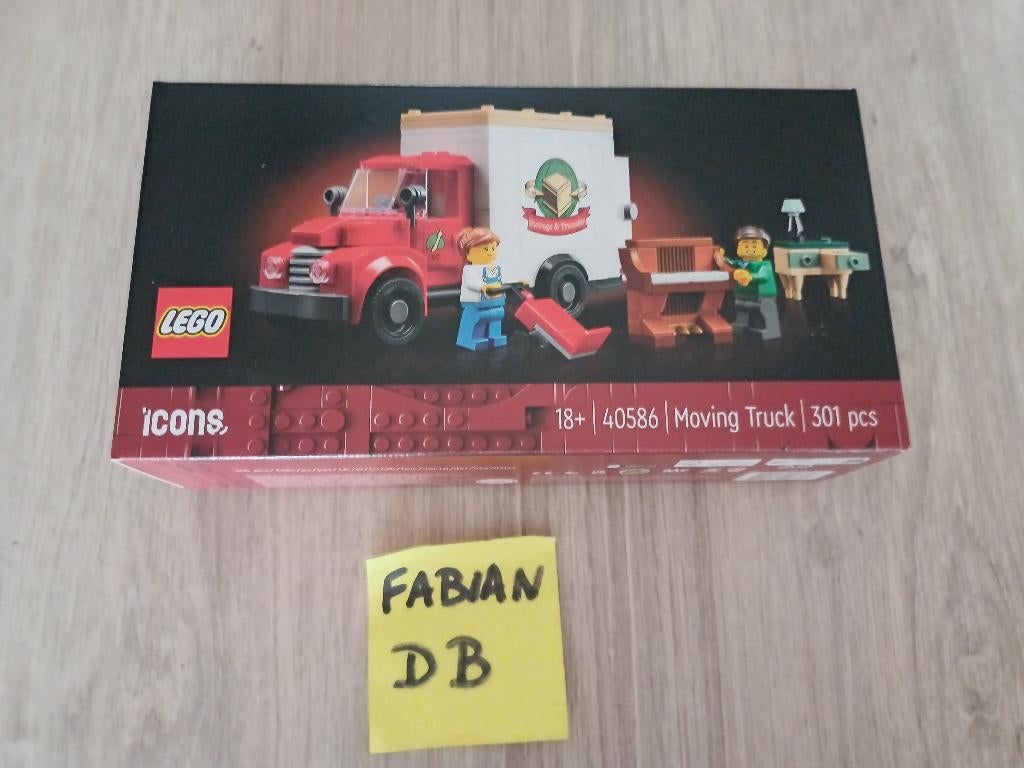 Storage & Transfer
LEGO
icons
18+ | 40586 | Moving Truck | 301 pcs
FABIAN
DB